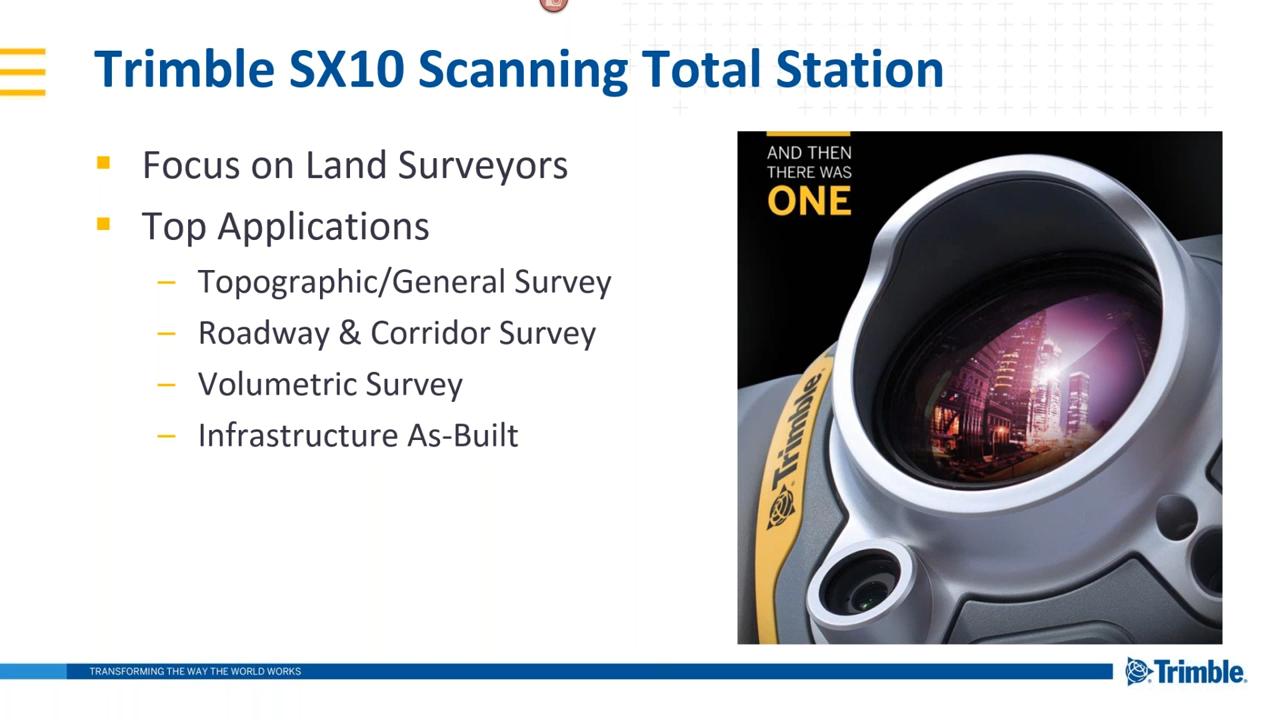 Trimble SX10 Scanning Total Station
Focus on Land Surveyors
Top Applications
– Topographic/General Survey
– Roadway & Corridor Survey
– Volumetric Survey
– Infrastructure As-Built
AND THEN
THERE WAS
ONE
Trimble.
TRANSFORMING THE WAY THE WORLD WORKS
Trimble.